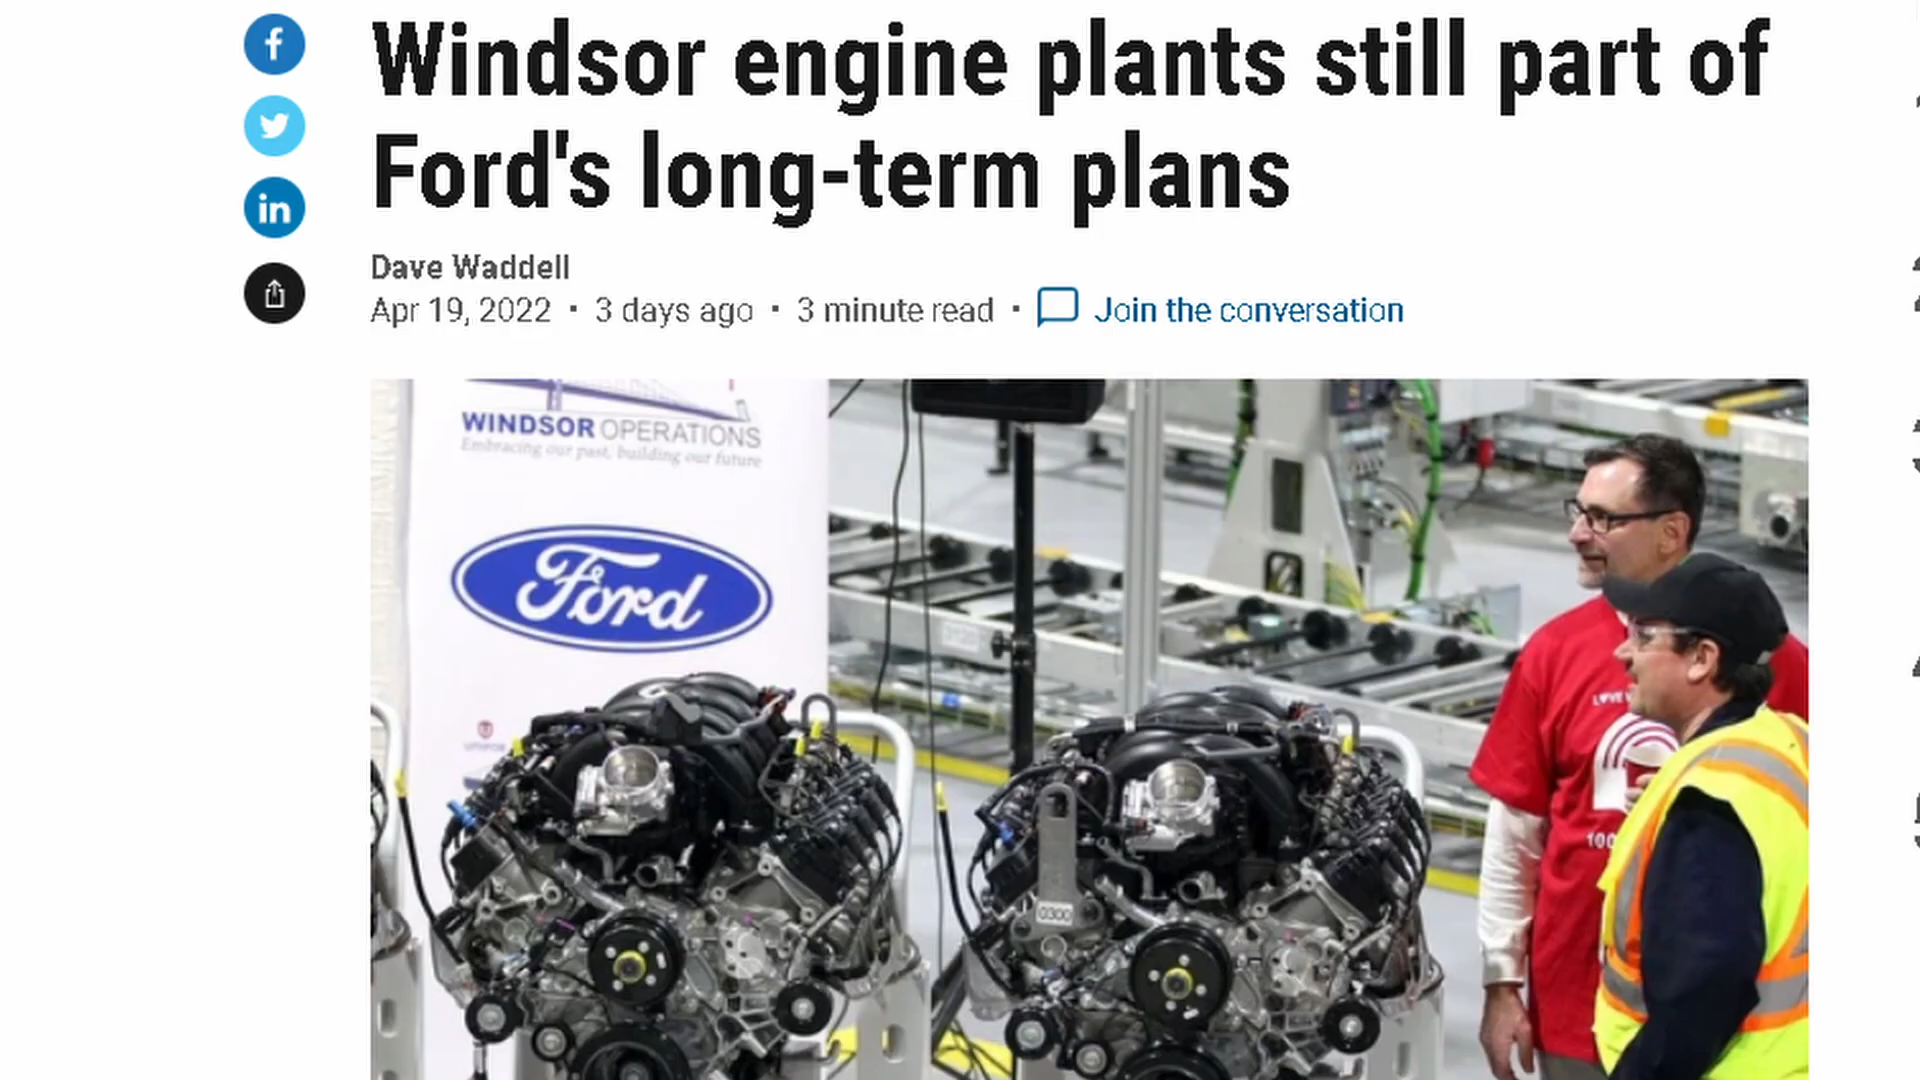 Windsor engine plants still part of
Ford's long-term plans
Dave Waddell
Apr 19, 2022 · 3 days ago · 3 minute read · Join the conversation
WINDSOR OPERATIONS
Embracing our past, building our future
Ford
0300
100